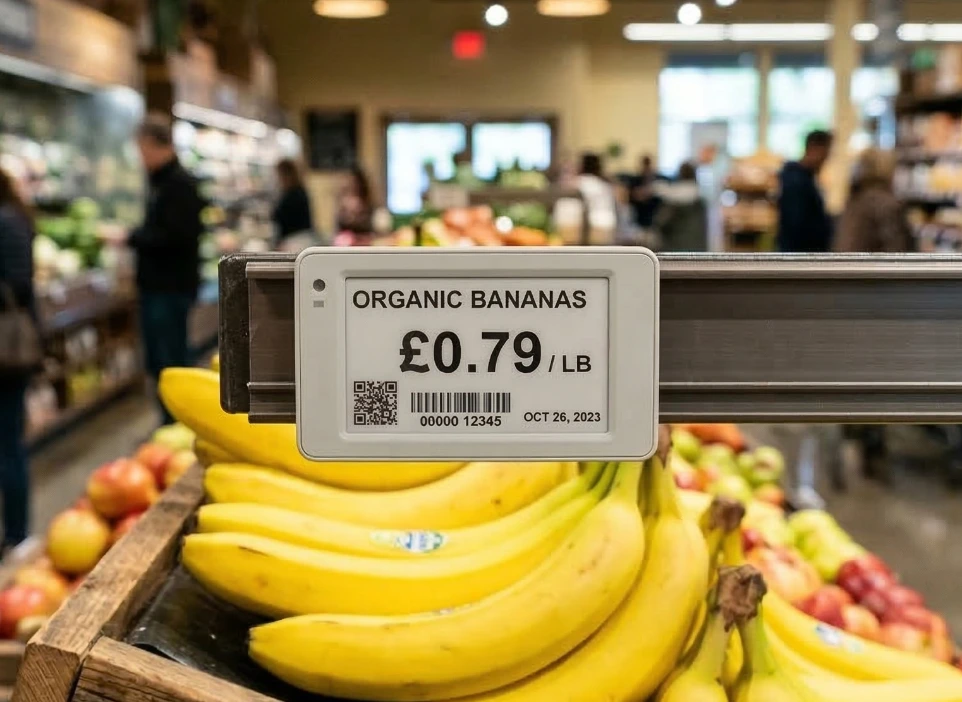 ORGANIC BANANAS
£0.79 / LB
00000 12345
OCT 26, 2023